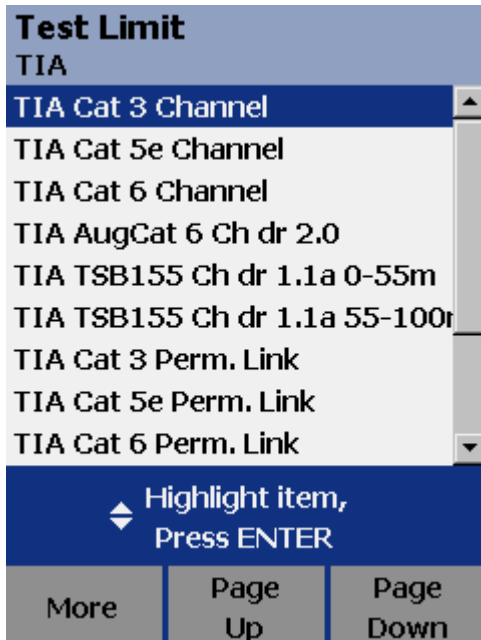 Test Limit
TIA
TIA Cat 3 Channel
TIA Cat 5e Channel
TIA Cat 6 Channel
TIA AugCat 6 Ch dr 2.0
TIA TSB155 Ch dr 1.1a 0-55m
TIA TSB155 Ch dr 1.1a 55-100
TIA Cat 3 Perm. Link
TIA Cat 5e Perm. Link
TIA Cat 6 Perm. Link
Highlight item,
Press ENTER
More
Page Up
Page Down